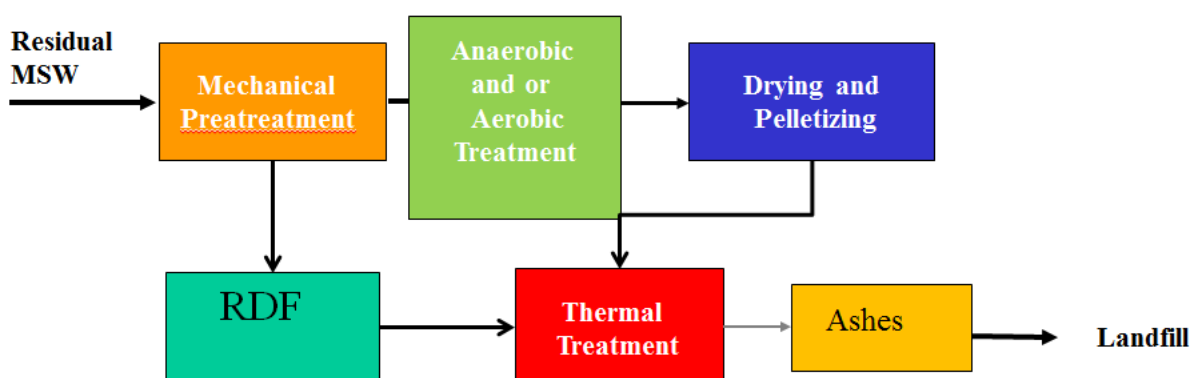 Residual
MSW
Mechanical
Preatreatment
Anaerobic
and or
Aerobic
Treatment
Drying and
Pelletizing
RDF
Thermal
Treatment
Ashes
Landfill